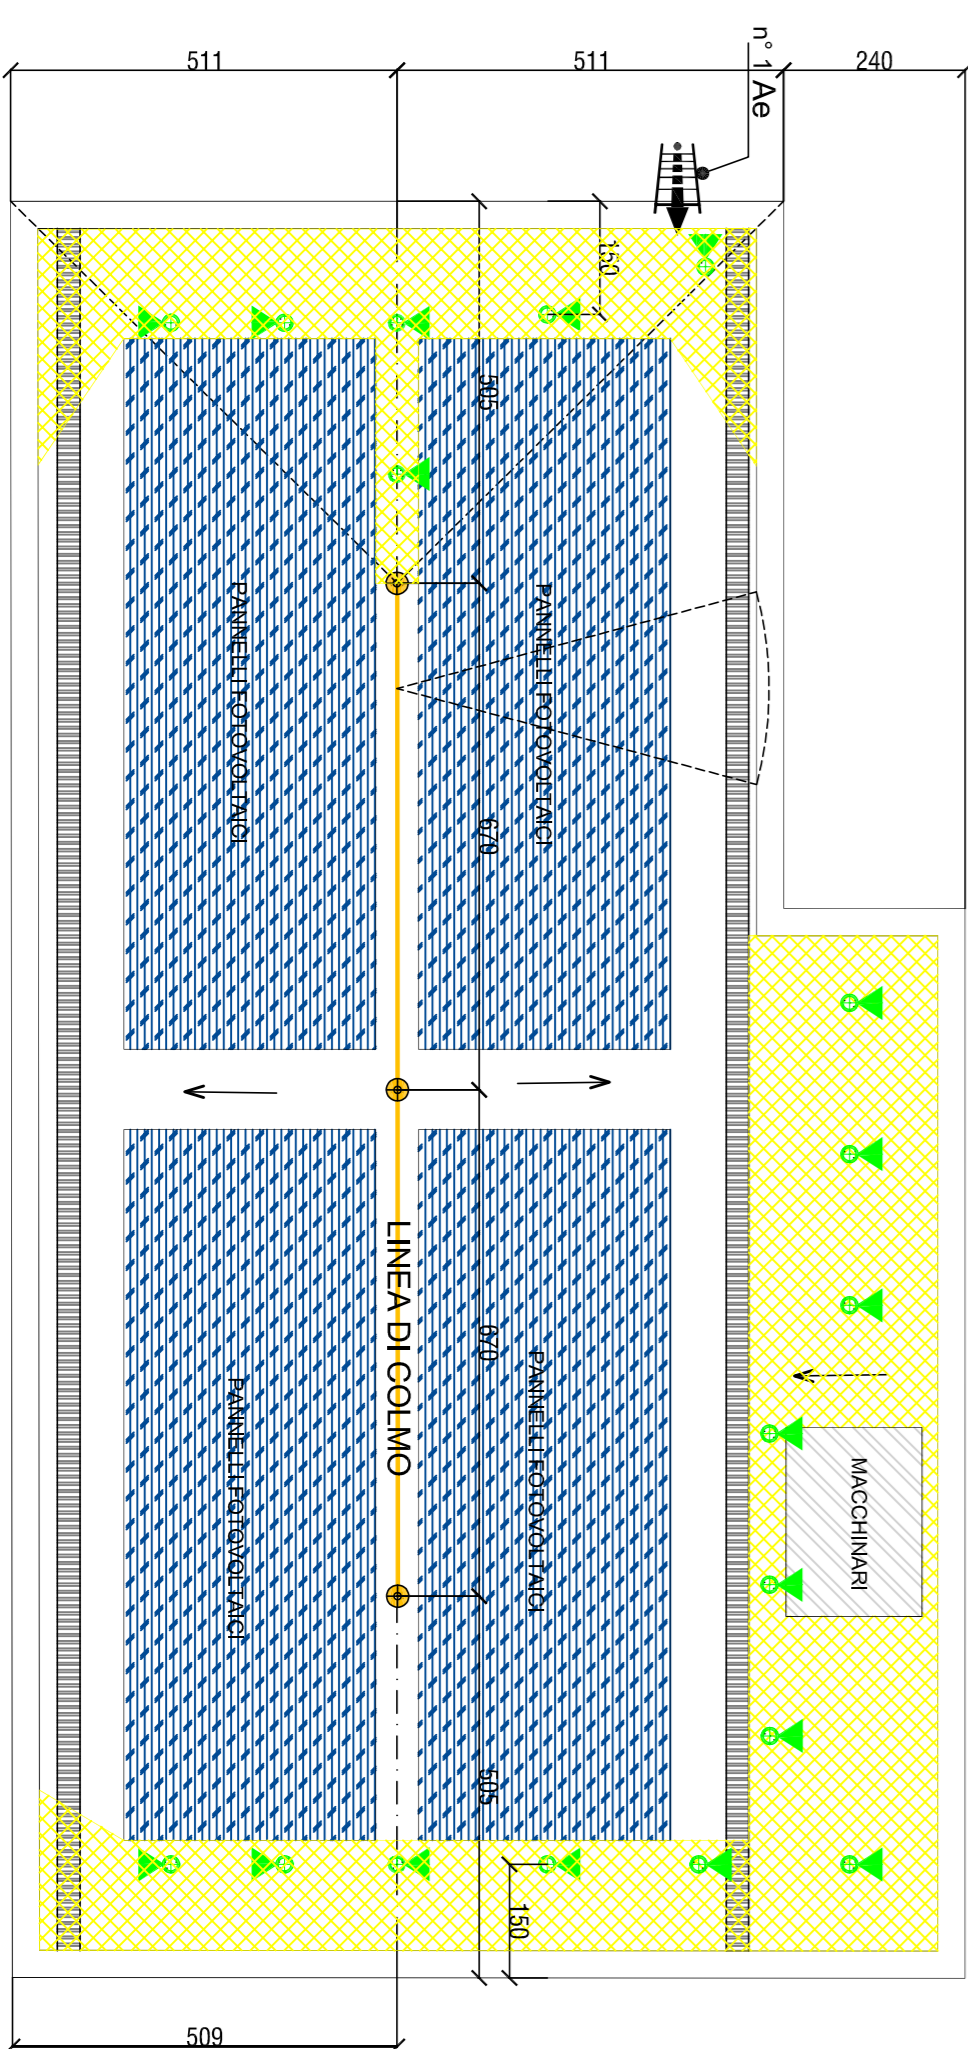 511
511
240
n° 1 Ae
150
505
PANNELLI FOTOVOLTAICI
PANNELLI FOTOVOLTAICI
670
LINEA DI COLMO
670
PANNELLI FOTOVOLTAICI
PANNELLI FOTOVOLTAICI
MACCHINARI
505
150
509